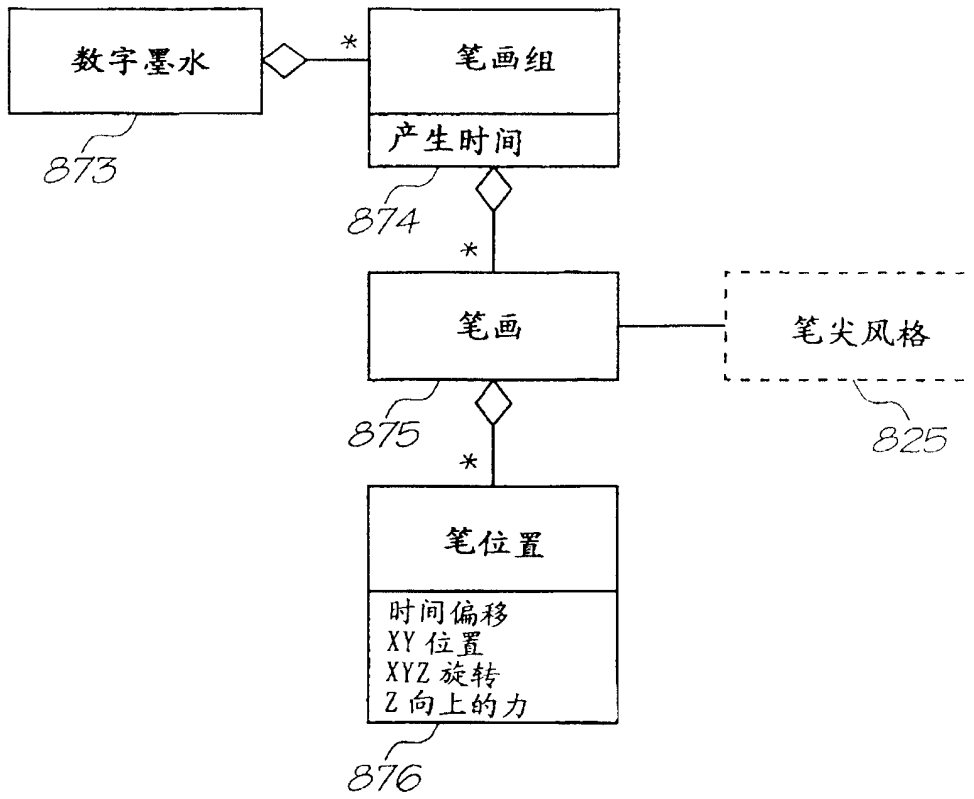 数字墨水
*
笔画组
产生时间
873
874
*
笔画
笔尖风格
875
825
*
笔位置
时间偏移
XY 位置
XYZ 旋转
Z 向上的力
876